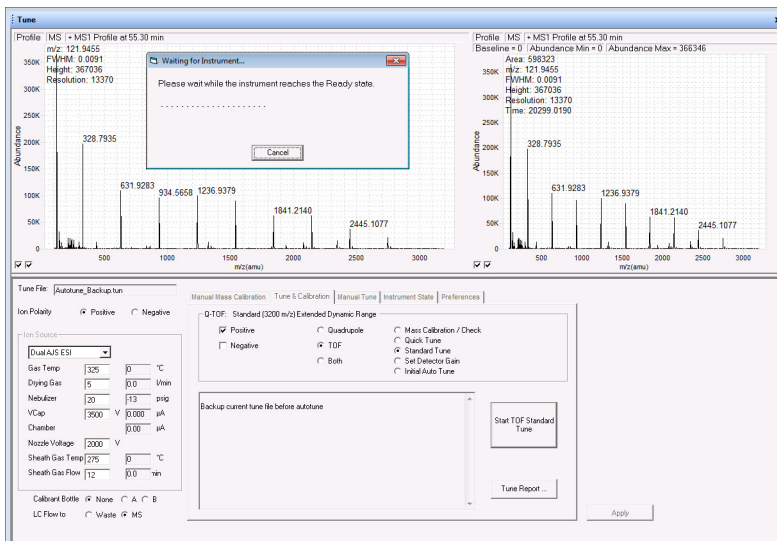 Tune
Profile MS + MS1 Profile at 55.30 min
m/z: 121.9455
FWHM: 0.0091
Height: 367036
Resolution: 13370
350K
300K
250K
200K
150K
100K
50K
0
Abundance
328.7935
631.9283
934.5658
1236.9379
1841.2140
2445.1077
500 1000 1500 2000 2500 3000
m/z(amu)
Waiting for Instrument...
Please wait while the instrument reaches the Ready state.
. . . . . . . . . . . . . . . . . . . . .
Cancel
Profile MS + MS1 Profile at 55.30 min
Baseline = 0 Abundance Min = 0 Abundance Max = 366346
Area: 598323
m/z: 121.9455
FWHM: 0.0091
Height: 367036
Resolution: 13370
Time: 20299.0190
350K
300K
250K
200K
150K
100K
50K
0
Abundance
328.7935
631.9283
1236.9379
1841.2140
2445.1077
500 1000 1500 2000 2500 3000
m/z(amu)
Tune File: Autotune_Backup.tun
Ion Polarity Positive Negative
Ion Source
Dual AJS ESI
Gas Temp 325 0 °C
Drying Gas 5 0.0 l/min
Nebulizer 20 -13 psig
VCap 3500 V 0.000 µA
Chamber 0.00 µA
Nozzle Voltage 2000 V
Sheath Gas Temp 275 0 °C
Sheath Gas Flow 12 0.0 min
Calibrant Bottle None A B
LC Flow to Waste MS
Manual Mass Calibration Tune & Calibration Manual Tune Instrument State Preferences
Q-TOF: Standard (3200 m/z) Extended Dynamic Range
Positive
Negative
Quadrupole
TOF
Both
Mass Calibration / Check
Quick Tune
Standard Tune
Set Detector Gain
Initial Auto Tune
Backup current tune file before autotune
Start TOF Standard
Tune
Tune Report ...
Apply